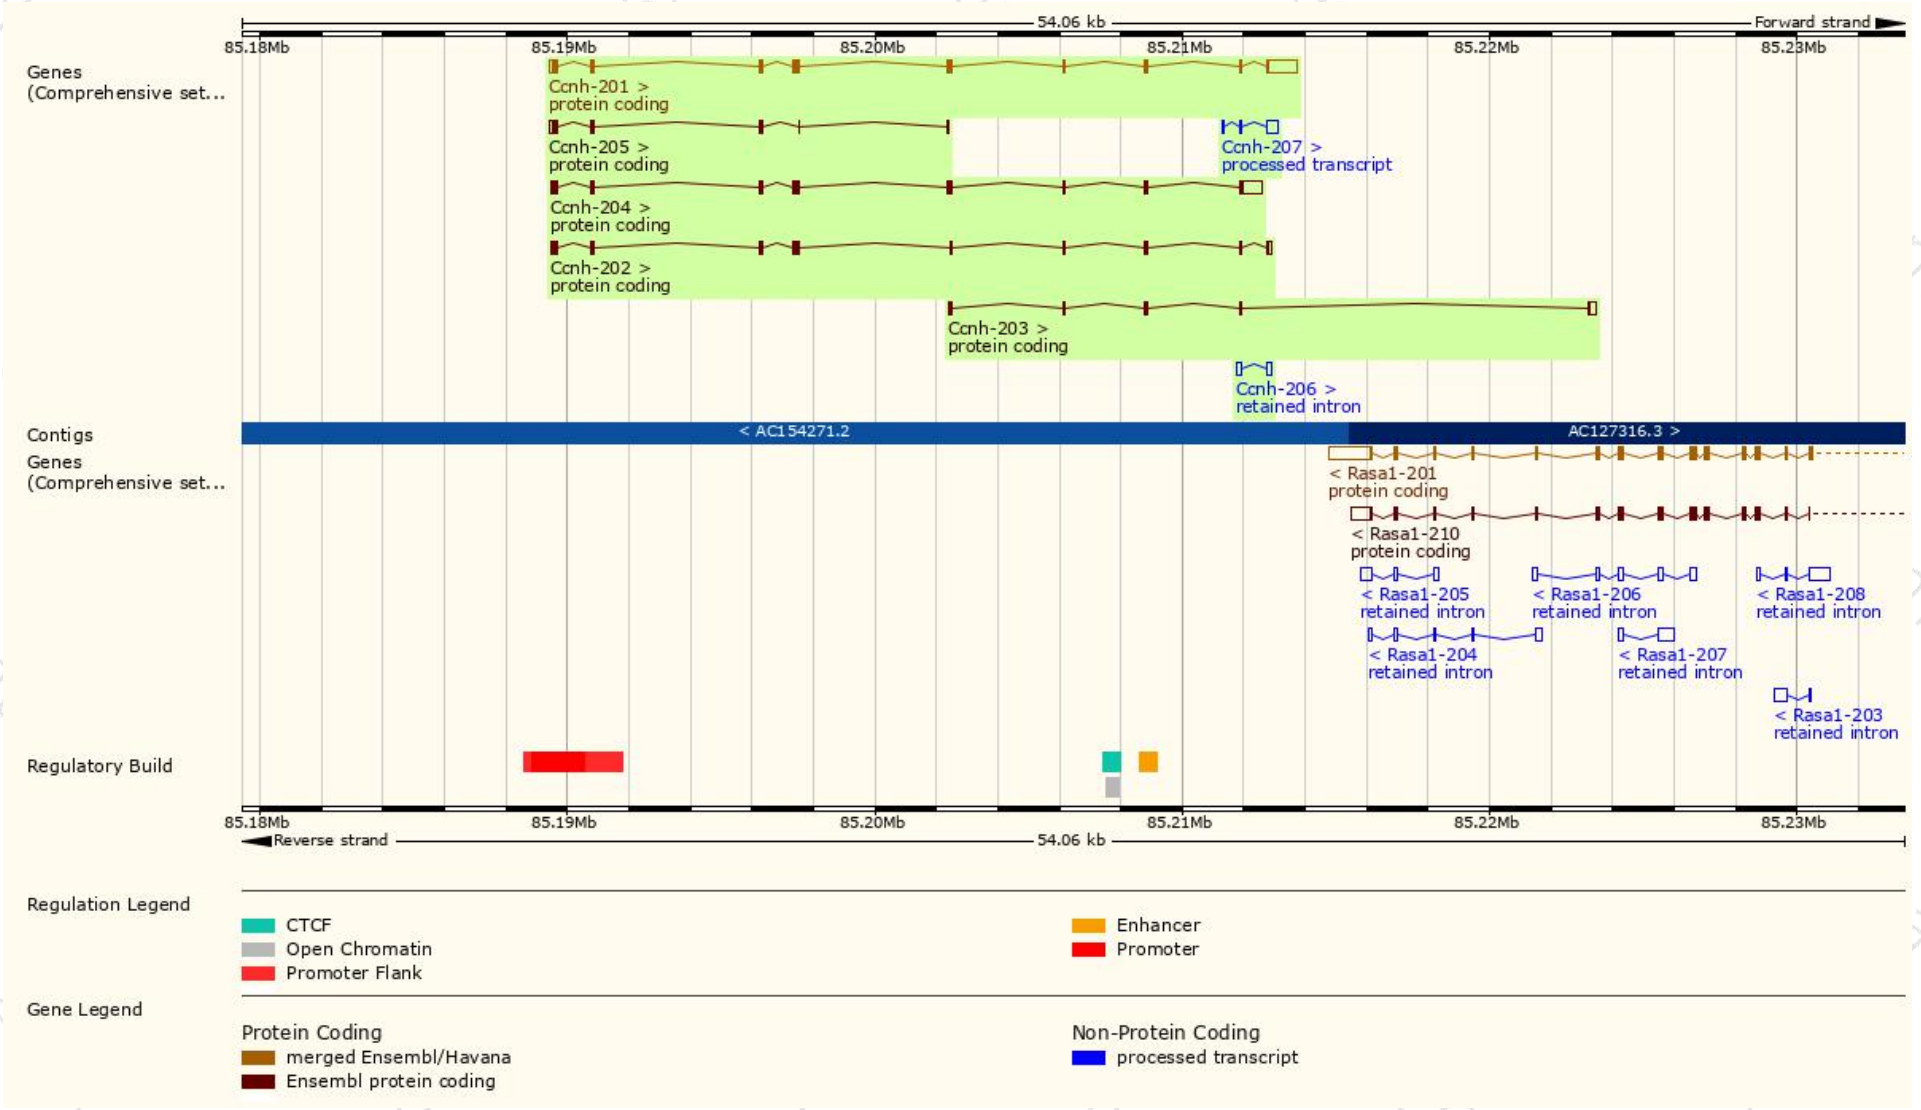 54.06 kb Forward strand
85.18Mb 85.19Mb 85.20Mb 85.21Mb 85.22Mb 85.23Mb
Genes
(Comprehensive set...
Ccnh-201 >
protein coding
Ccnh-205 > Ccnh-207 >
protein coding processed transcript
Ccnh-204 >
protein coding
Ccnh-202 >
protein coding
Ccnh-203 >
protein coding
Ccnh-206 >
retained intron
Contigs < AC154271.2 AC127316.3 >
Genes
(Comprehensive set...
< Rasa1-201
protein coding
< Rasa1-210
protein coding
< Rasa1-205 < Rasa1-206 < Rasa1-208
retained intron retained intron retained intron
< Rasa1-204 < Rasa1-207
retained intron retained intron
< Rasa1-203
retained intron
Regulatory Build
85.18Mb 85.19Mb 85.20Mb 85.21Mb 85.22Mb 85.23Mb
Reverse strand 54.06 kb
Regulation Legend
CTCF Enhancer
Open Chromatin Promoter
Promoter Flank
Gene Legend
Protein Coding Non-Protein Coding
merged Ensembl/Havana processed transcript
Ensembl protein coding